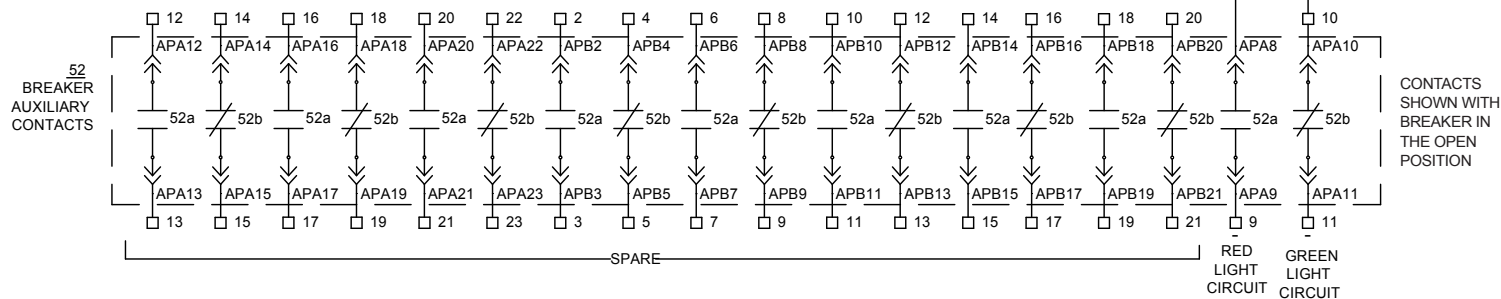 12 14 16 18 20 22 2 4 6 8 10 12 14 16 18 20 10
APA12 APA14 APA16 APA18 APA20 APA22 APB2 APB4 APB6 APB8 APB10 APB12 APB14 APB16 APB18 APB20 APA8 APA10
52
BREAKER
AUXILIARY
CONTACTS
52a 52b 52a 52b 52a 52b 52a 52b 52a 52b 52a 52b 52a 52b 52a 52b 52a 52b
CONTACTS
SHOWN WITH
BREAKER IN
THE OPEN
POSITION
APA13 APA15 APA17 APA19 APA21 APA23 APB3 APB5 APB7 APB9 APB11 APB13 APB15 APB17 APB19 APB21 APA9 APA11
13 15 17 19 21 23 3 5 7 9 11 13 15 17 19 21 9 11
SPARE
RED
LIGHT
CIRCUIT
GREEN
LIGHT
CIRCUIT